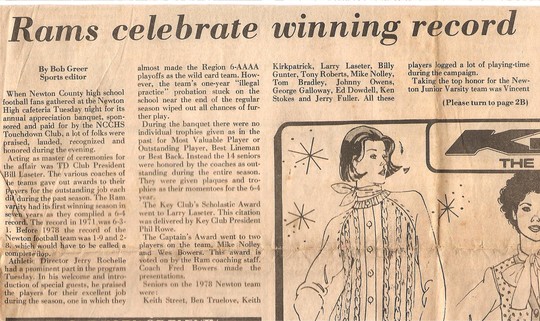 Rams celebrate winning record
By Bob Greer
Sports editor
When Newton County high school
football fans gathered at the Newton
High cafeteria Tuesday night for its
annual appreciation banquet, spon-
sored and paid for by the NCCHS
Touchdown Club, a lot of folks were
praised, lauded, recognized and
honored during the evening.
Acting as master of ceremonies for
the affair was TD Club President
Bill Laseter. The various coaches of
the teams gave out awards to their
players for the outstanding job each
did during the past season. The Ram
varsity had its first winning season in
seven years as they compiled a 6-4
record. The record in 1971 was 6-3-
1. Before 1978 the record of the
Newton football team was 1-9 and 2-
8, which would have to be called a
complete flop.
Athletic Director Jerry Rochelle
had a prominent part in the program
Tuesday. In his welcome and intro-
duction of special guests, he praised
the players for their excellent job
during the season, one in which they
almost made the Region 6-AAAA
playoffs as the wild card team. How-
ever, the team's one-year "illegal
practice" probation stuck on the
school near the end of the regular
season wiped out all chances of fur-
ther play.
During the banquet there were no
individual trophies given as in the
past for Most Valuable Player or
Outstanding Player, Best Lineman
or Best Back. Instead the 14 seniors
were honored by the coaches as out-
standing during the entire season.
They were given plaques and tro-
phies as their momentoes for the 6-4
year.
The Key Club's Scholastic Award
went to Larry Laseter. This citation
was delivered by Key Club President
Phil Rowe.
The Captain's Award went to two
players on the team, Mike Nolley
and Wes Bowers. This award is
voted on by the Ram coaching staff.
Coach Fred Bowers made the
presentations.
Seniors on the 1978 Newton team
were:
Keith Street, Ben Truelove, Keith
Kirkpatrick, Larry Laseter, Billy
Gunter, Tony Roberts, Mike Nolley,
Tom Bradley, Johnny Owens,
George Galloway, Ed Dowdell, Ken
Stokes and Jerry Fuller. All these
players logged a lot of playing-time
during the campaign.
Taking the top honor for the New-
ton Junior Varsity team was Vincent
(Please turn to page 2B)
THE